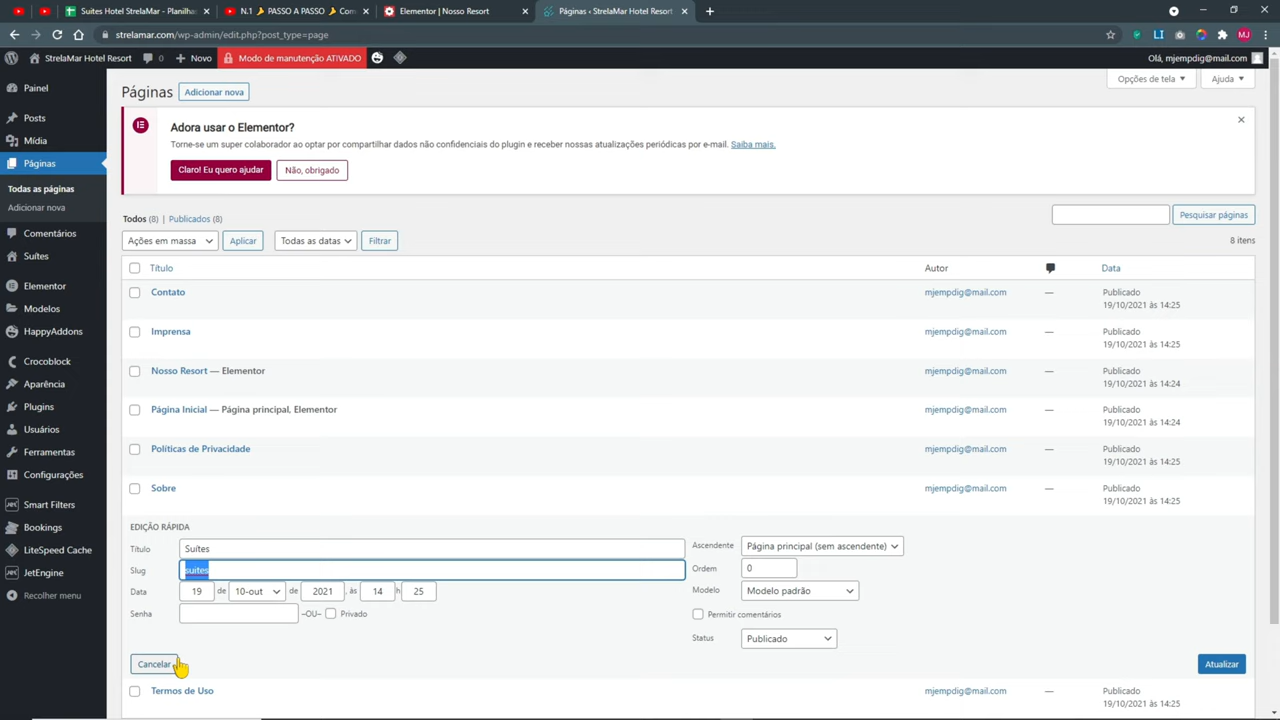 Suites Hotel StrelaMar - Planilha
N.1 PASSO A PASSO Com
Elementor | Nosso Resort
Páginas ‹ StrelaMar Hotel Resort
strelamar.com/wp-admin/edit.php?post_type=page
StrelaMar Hotel Resort 0 Novo Modo de manutenção ATIVADO Olá, mjempdig@mail.com
Painel
Posts
Mídia
Páginas
Todas as páginas
Adicionar nova
Comentários
Suítes
Elementor
Modelos
HappyAddons
Crocoblock
Aparência
Plugins
Usuários
Ferramentas
Configurações
Smart Filters
Bookings
LiteSpeed Cache
JetEngine
Recolher menu
Opções de tela Ajuda
Páginas Adicionar nova
Adora usar o Elementor?
Torne-se um super colaborador ao optar por compartilhar dados não confidenciais do plugin e receber nossas atualizações periódicas por e-mail. Saiba mais.
Claro! Eu quero ajudar Não, obrigado
Todos (8) | Publicados (8)
Pesquisar páginas
Ações em massa Aplicar Todas as datas Filtrar
8 itens
Título Autor Data
Contato mjempdig@mail.com — Publicado
19/10/2021 às 14:25
Imprensa mjempdig@mail.com — Publicado
19/10/2021 às 14:25
Nosso Resort — Elementor mjempdig@mail.com — Publicado
19/10/2021 às 14:24
Página Inicial — Página principal, Elementor mjempdig@mail.com — Publicado
19/10/2021 às 14:24
Políticas de Privacidade mjempdig@mail.com — Publicado
19/10/2021 às 14:25
Sobre mjempdig@mail.com — Publicado
19/10/2021 às 14:25
EDIÇÃO RÁPIDA
Título Suítes
Slug suites
Data 19 de 10-out de 2021, às 14 h 25
Senha –OU– Privado
Ascendente Página principal (sem ascendente)
Ordem 0
Modelo Modelo padrão
Permitir comentários
Status Publicado
Cancelar Atualizar
Termos de Uso mjempdig@mail.com — Publicado
19/10/2021 às 14:25